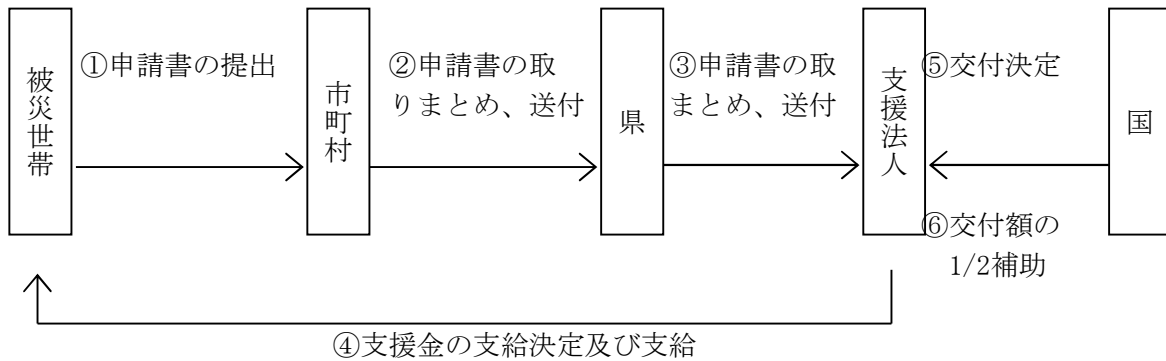 被災世帯
①申請書の提出
市町村
②申請書の取
りまとめ、送付
県
③申請書の取
まとめ、送付
支援法人
⑤交付決定
国
⑥交付額の
1/2補助
④支援金の支給決定及び支給